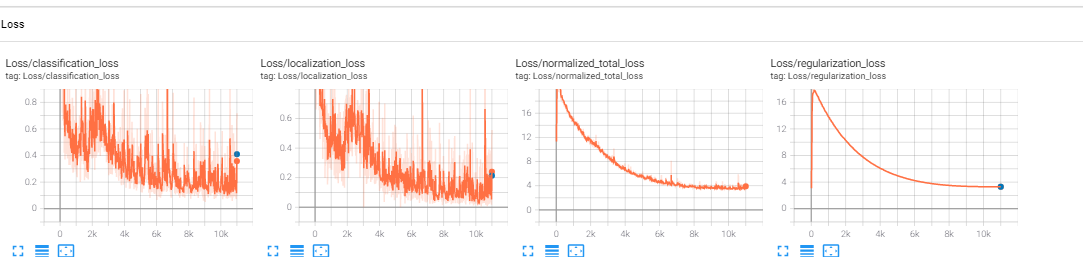 Loss
Loss/classification_loss
tag: Loss/classification_loss
0.8
0.6
0.4
0.2
0
0 2k 4k 6k 8k 10k
Loss/localization_loss
tag: Loss/localization_loss
0.6
0.4
0.2
0
0 2k 4k 6k 8k 10k
Loss/normalized_total_loss
tag: Loss/normalized_total_loss
16
12
8
4
0
0 2k 4k 6k 8k 10k
Loss/regularization_loss
tag: Loss/regularization_loss
16
12
8
4
0
0 2k 4k 6k 8k 10k